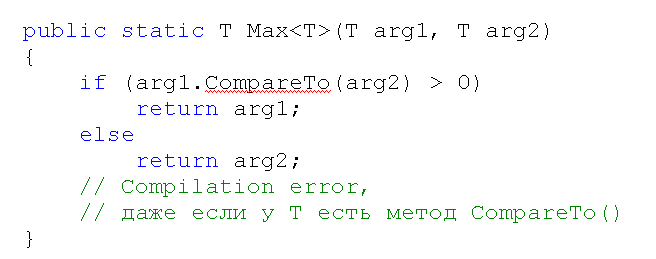 public static T Max<T>(T arg1, T arg2)
{
if (arg1.CompareTo(arg2) > 0)
return arg1;
else
return arg2;
// Compilation error,
// даже если у T есть метод CompareTo()
}